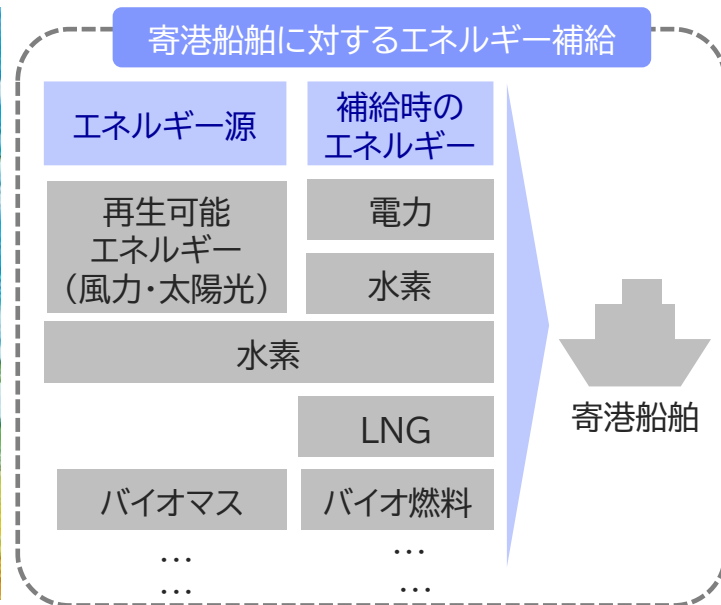 寄港船舶に対するエネルギー補給
エネルギー源
補給時の
エネルギー
再生可能
エネルギー
（風力・太陽光）
電力
水素
水素
LNG
バイオマス
バイオ燃料
…
…
…
…
寄港船舶